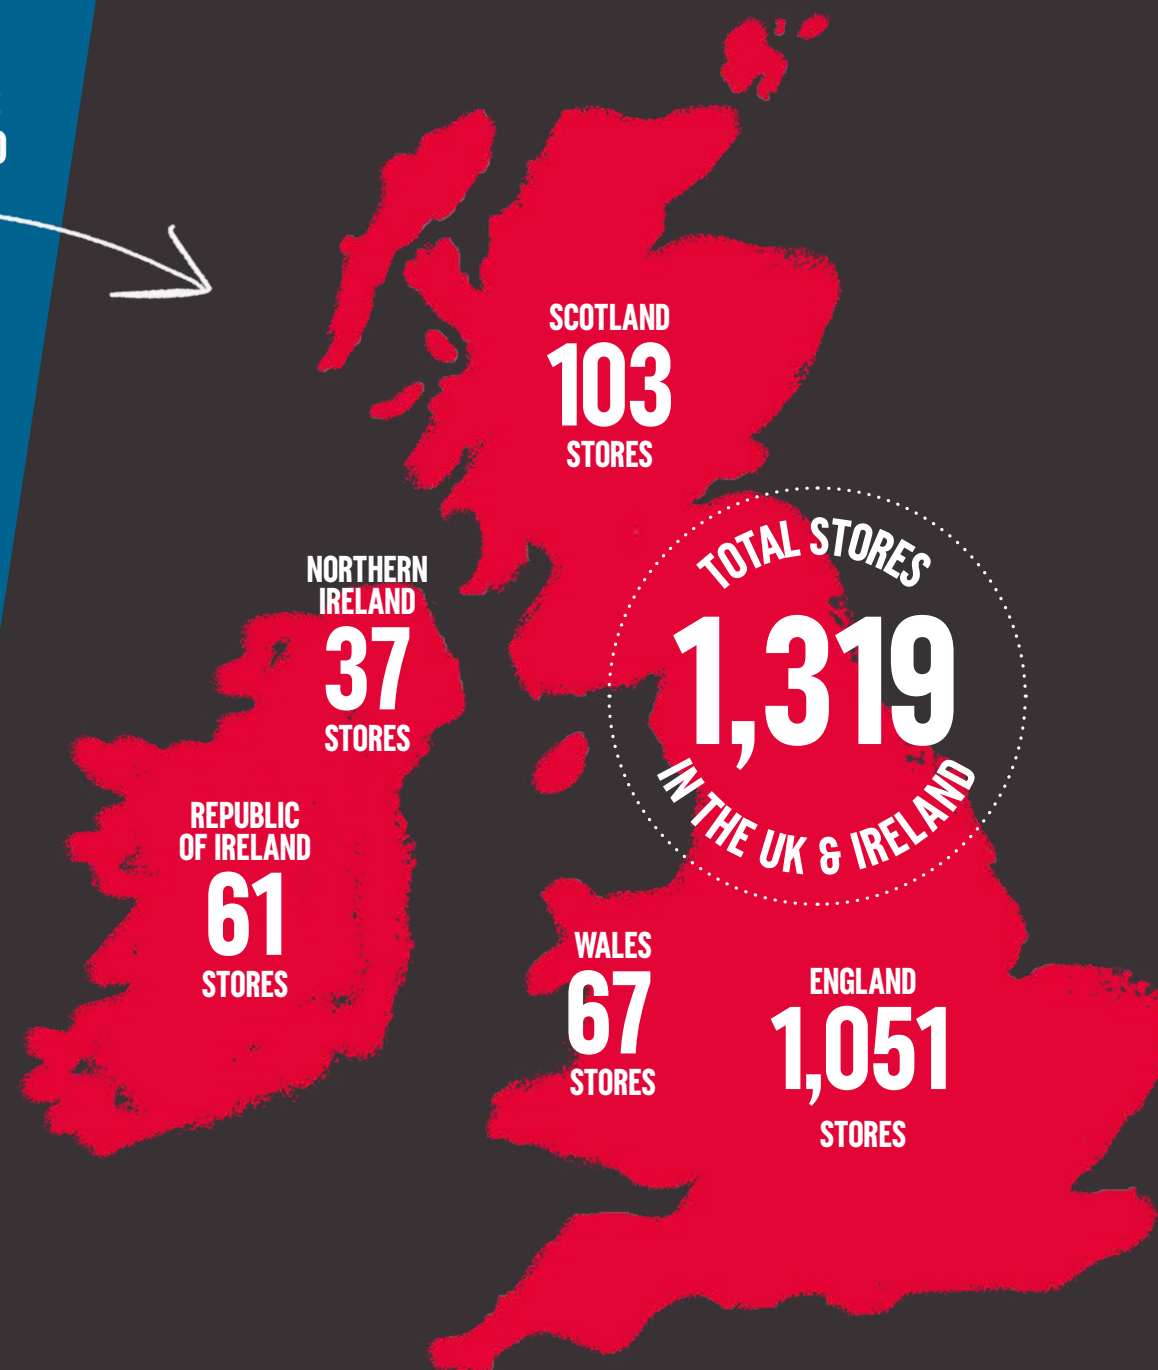 SCOTLAND
103
STORES
NORTHERN
IRELAND
37
STORES
TOTAL STORES
1,319
IN THE UK & IRELAND
REPUBLIC
OF IRELAND
61
STORES
WALES
67
STORES
ENGLAND
1,051
STORES